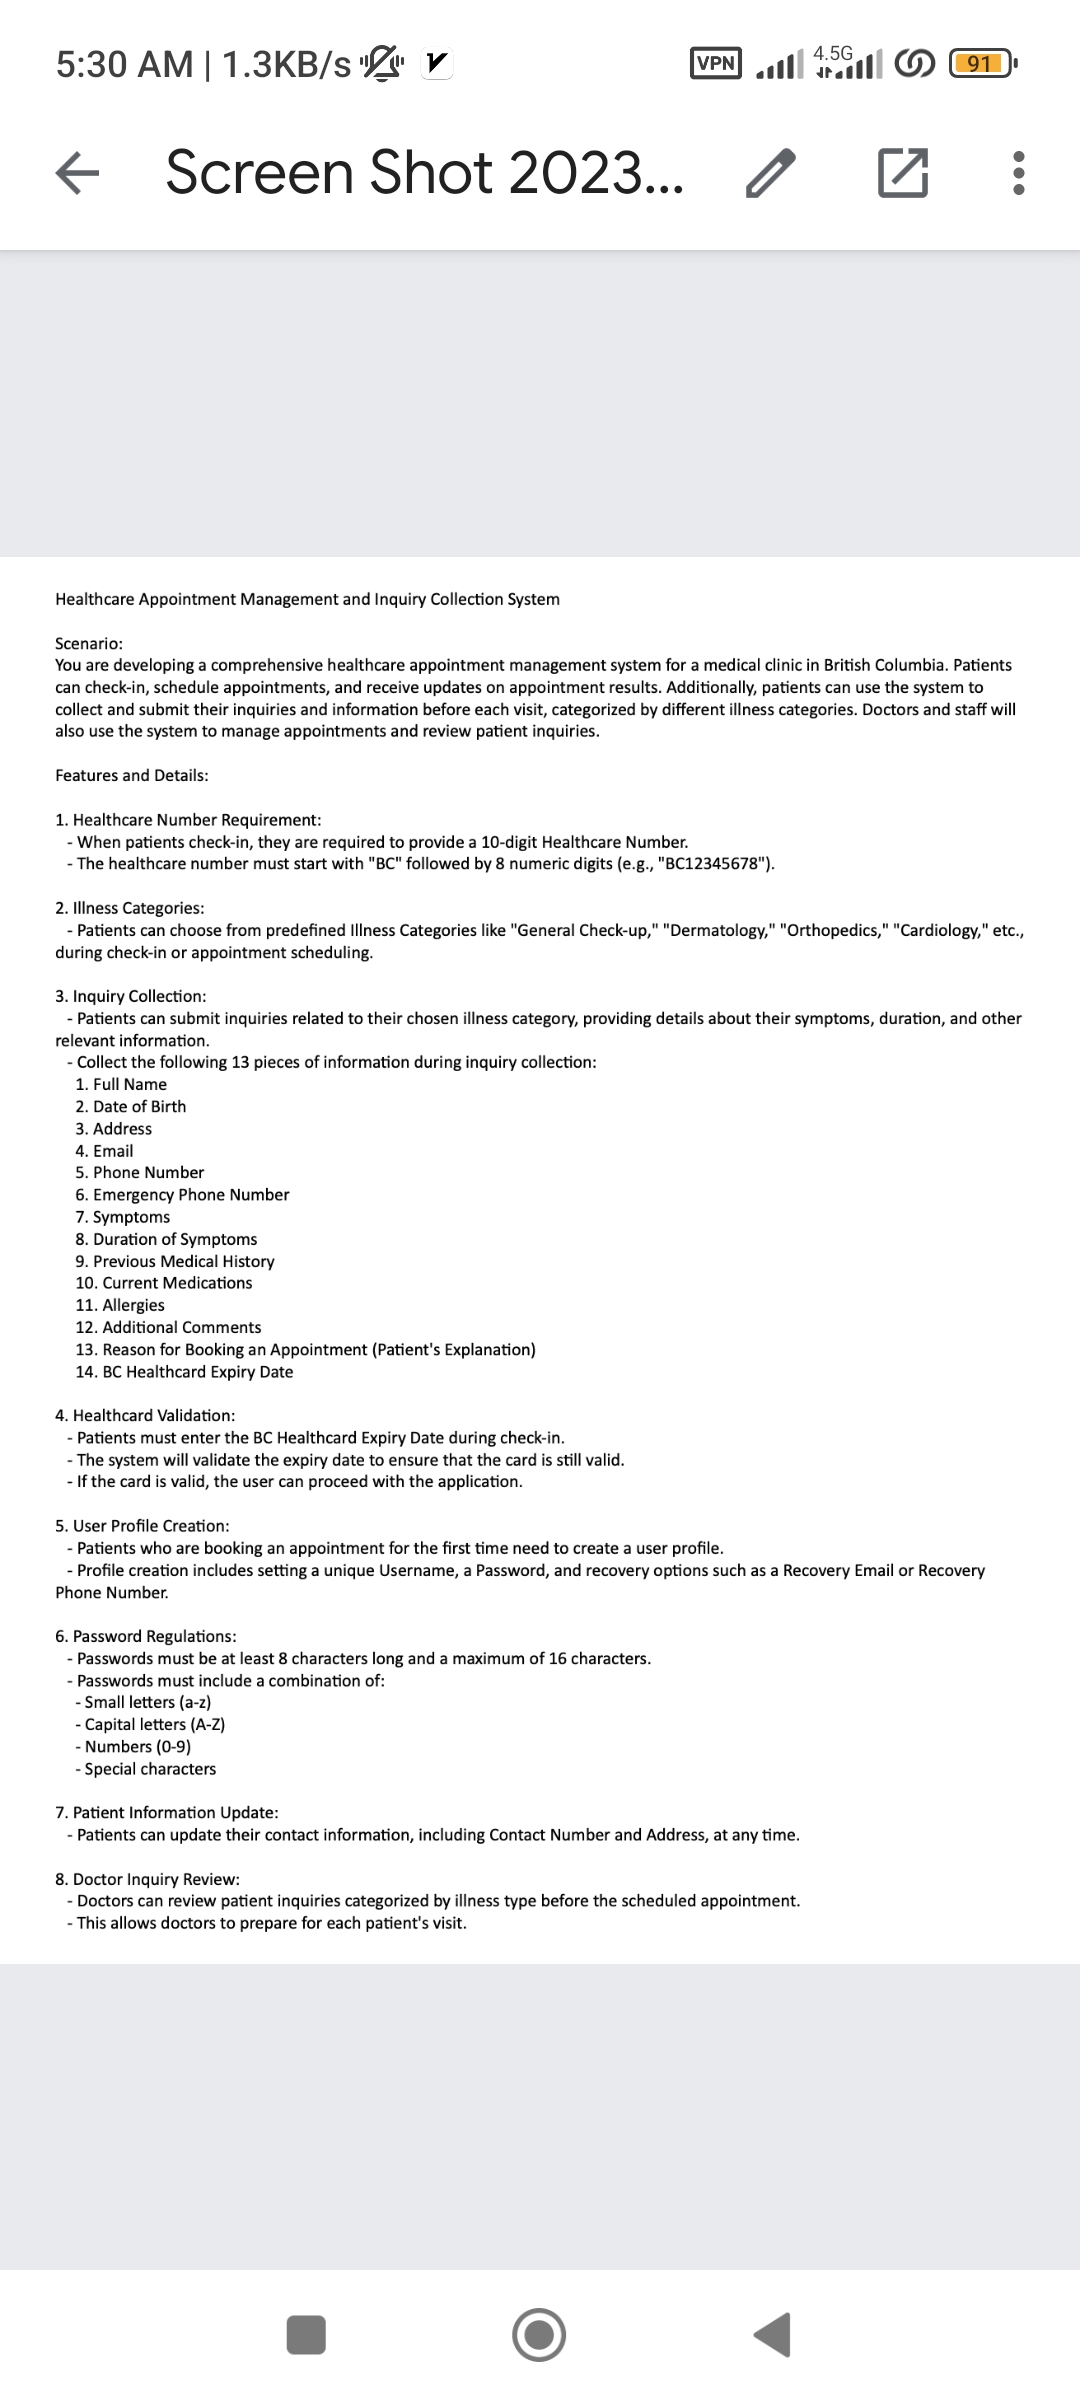 5:30 AM | 1.3KB/s
VPN
4.5G
91
Screen Shot 2023...
Healthcare Appointment Management and Inquiry Collection System
Scenario:
You are developing a comprehensive healthcare appointment management system for a medical clinic in British Columbia. Patients
can check-in, schedule appointments, and receive updates on appointment results. Additionally, patients can use the system to
collect and submit their inquiries and information before each visit, categorized by different illness categories. Doctors and staff will
also use the system to manage appointments and review patient inquiries.
Features and Details:
1. Healthcare Number Requirement:
- When patients check-in, they are required to provide a 10-digit Healthcare Number.
- The healthcare number must start with "BC" followed by 8 numeric digits (e.g., "BC12345678").
2. Illness Categories:
- Patients can choose from predefined Illness Categories like "General Check-up," "Dermatology," "Orthopedics," "Cardiology," etc.,
during check-in or appointment scheduling.
3. Inquiry Collection:
- Patients can submit inquiries related to their chosen illness category, providing details about their symptoms, duration, and other
relevant information.
- Collect the following 13 pieces of information during inquiry collection:
1. Full Name
2. Date of Birth
3. Address
4. Email
5. Phone Number
6. Emergency Phone Number
7. Symptoms
8. Duration of Symptoms
9. Previous Medical History
10. Current Medications
11. Allergies
12. Additional Comments
13. Reason for Booking an Appointment (Patient's Explanation)
14. BC Healthcard Expiry Date
4. Healthcard Validation:
- Patients must enter the BC Healthcard Expiry Date during check-in.
- The system will validate the expiry date to ensure that the card is still valid.
- If the card is valid, the user can proceed with the application.
5. User Profile Creation:
- Patients who are booking an appointment for the first time need to create a user profile.
- Profile creation includes setting a unique Username, a Password, and recovery options such as a Recovery Email or Recovery
Phone Number.
6. Password Regulations:
- Passwords must be at least 8 characters long and a maximum of 16 characters.
- Passwords must include a combination of:
- Small letters (a-z)
- Capital letters (A-Z)
- Numbers (0-9)
- Special characters
7. Patient Information Update:
- Patients can update their contact information, including Contact Number and Address, at any time.
8. Doctor Inquiry Review:
- Doctors can review patient inquiries categorized by illness type before the scheduled appointment.
- This allows doctors to prepare for each patient's visit.